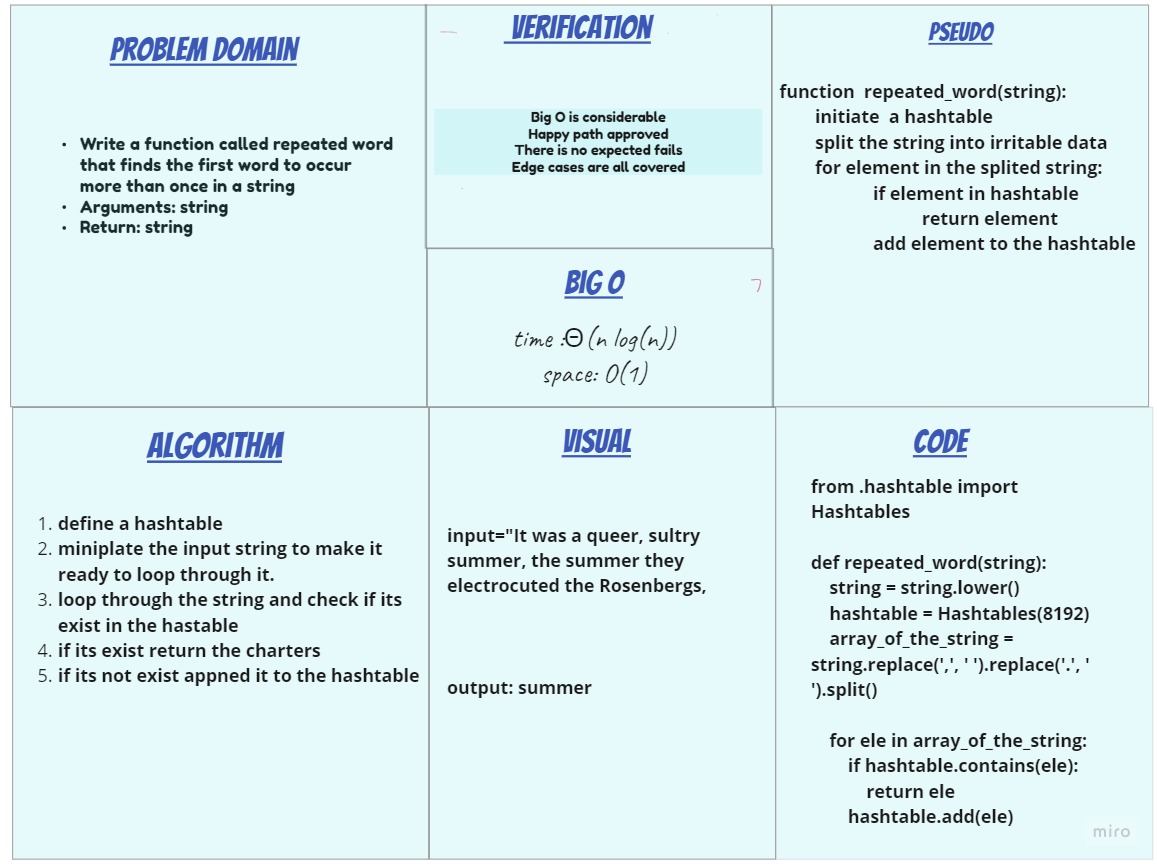 PROBLEM DOMAIN
• Write a function called repeated word
that finds the first word to occur
more than once in a string
• Arguments: string
• Return: string
VERIFICATION
Big O is considerable
Happy path approved
There is no expected fails
Edge cases are all covered
BIG O
time :Θ(n log(n))
space: O(1)
PSEUDO
function repeated_word(string):
initiate a hashtable
split the string into irritable data
for element in the splited string:
if element in hashtable
return element
add element to the hashtable
ALGORITHM
1. define a hashtable
2. miniplate the input string to make it
ready to loop through it.
3. loop through the string and check if its
exist in the hastable
4. if its exist return the charters
5. if its not exist appned it to the hashtable
VISUAL
input="It was a queer, sultry
summer, the summer they
electrocuted the Rosenbergs,
output: summer
CODE
from .hashtable import
Hashtables
def repeated_word(string):
string = string.lower()
hashtable = Hashtables(8192)
array_of_the_string =
string.replace(',', ' ').replace('.', '
').split()
for ele in array_of_the_string:
if hashtable.contains(ele):
return ele
hashtable.add(ele)
miro